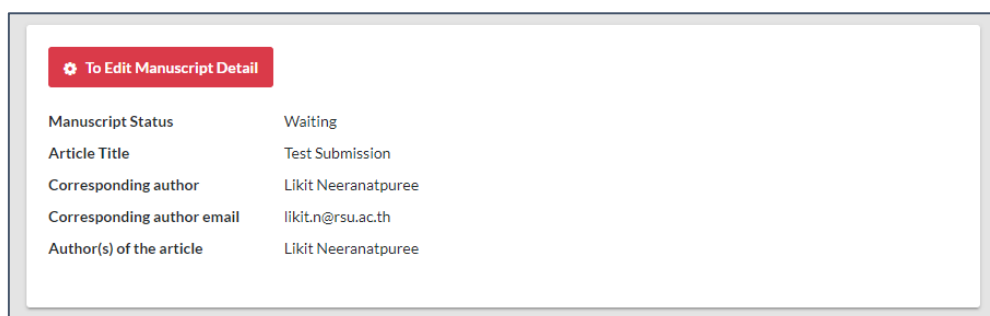 To Edit Manuscript Detail
Manuscript Status Waiting
Article Title Test Submission
Corresponding author Likit Neeranatpuree
Corresponding author email likit.n@rsu.ac.th
Author(s) of the article Likit Neeranatpuree